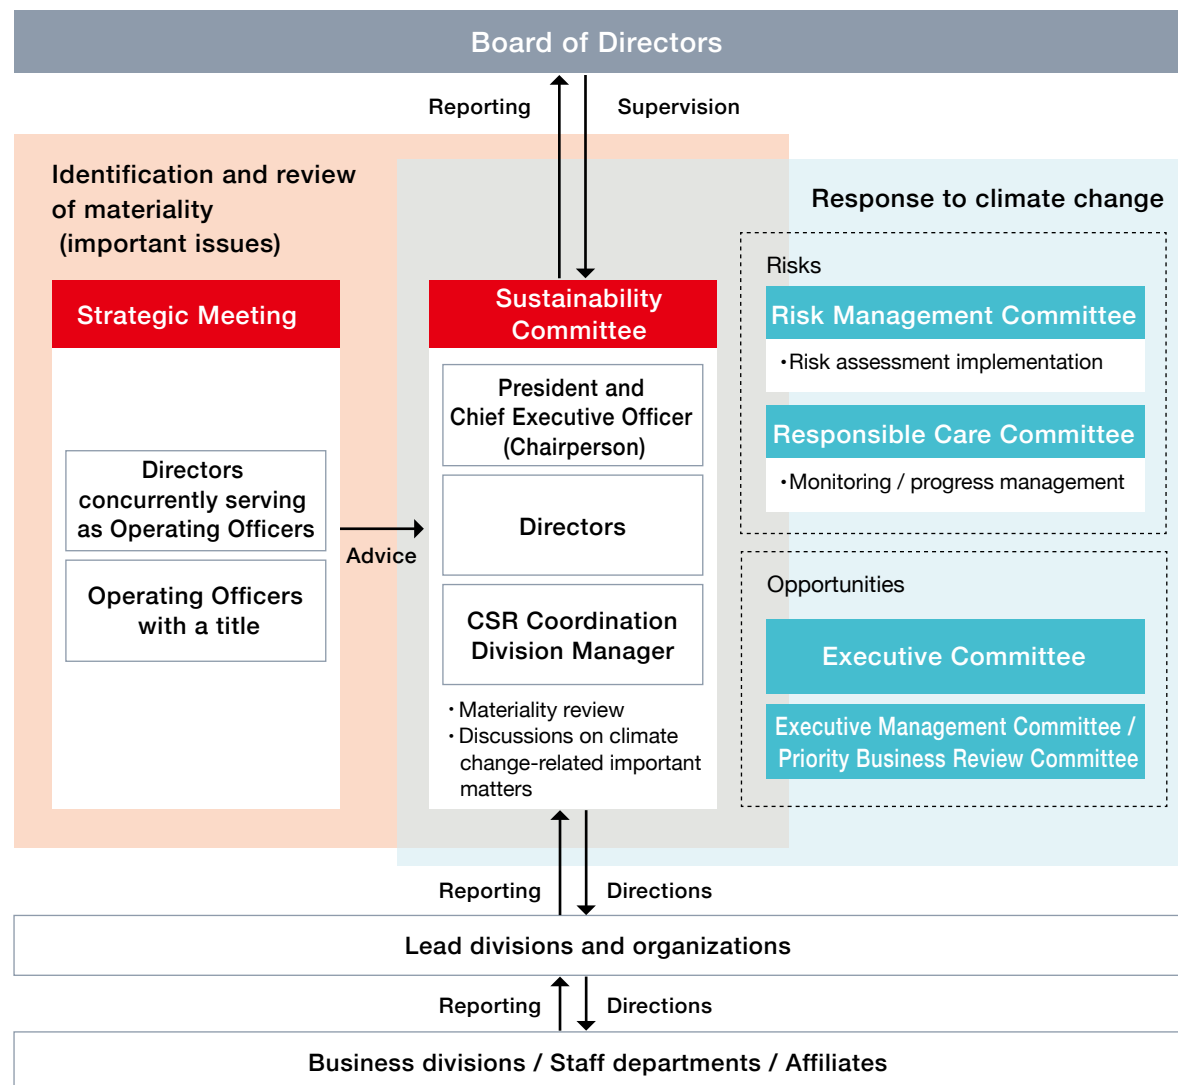 Board of Directors
Reporting
Supervision
Identification and review
of materiality
(important issues)
Response to climate change
Strategic Meeting
Directors
concurrently serving
as Operating Officers
Operating Officers
with a title
Advice
Sustainability
Committee
President and
Chief Executive Officer
(Chairperson)
Directors
CSR Coordination
Division Manager
・Materiality review
・Discussions on climate
change-related important
matters
Risks
Risk Management Committee
・Risk assessment implementation
Responsible Care Committee
・Monitoring / progress management
Opportunities
Executive Committee
Executive Management Committee /
Priority Business Review Committee
Reporting
Directions
Lead divisions and organizations
Reporting
Directions
Business divisions / Staff departments / Affiliates